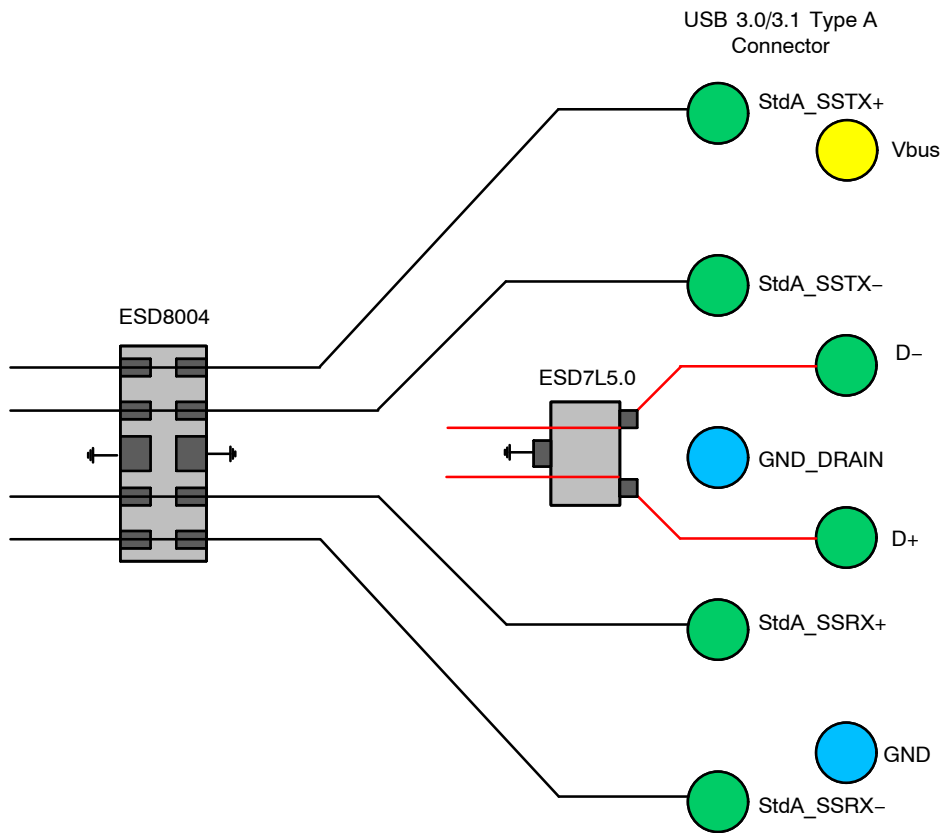 USB 3.0/3.1 Type A
Connector
StdA_SSTX+
Vbus
StdA_SSTX−
ESD8004
D−
ESD7L5.0
GND_DRAIN
D+
StdA_SSRX+
GND
StdA_SSRX−